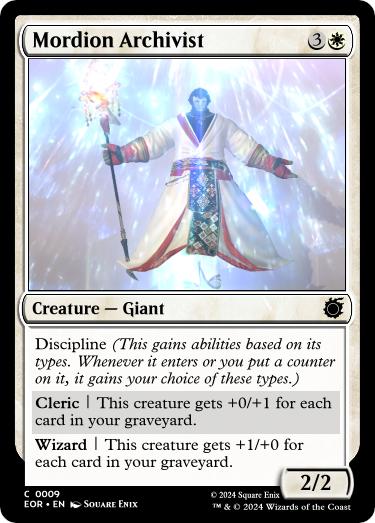 Mordion Archivist 3
Creature — Giant
Discipline (This gains abilities based on its
types. Whenever it enters or you put a counter
on it, it gains your choice of these types.)
Cleric | This creature gets +0/+1 for each
card in your graveyard.
Wizard | This creature gets +1/+0 for
each card in your graveyard.
2/2
C 0009
EOR • EN Square Enix
© 2024 Square Enix
™ & © 2024 Wizards of the Coast